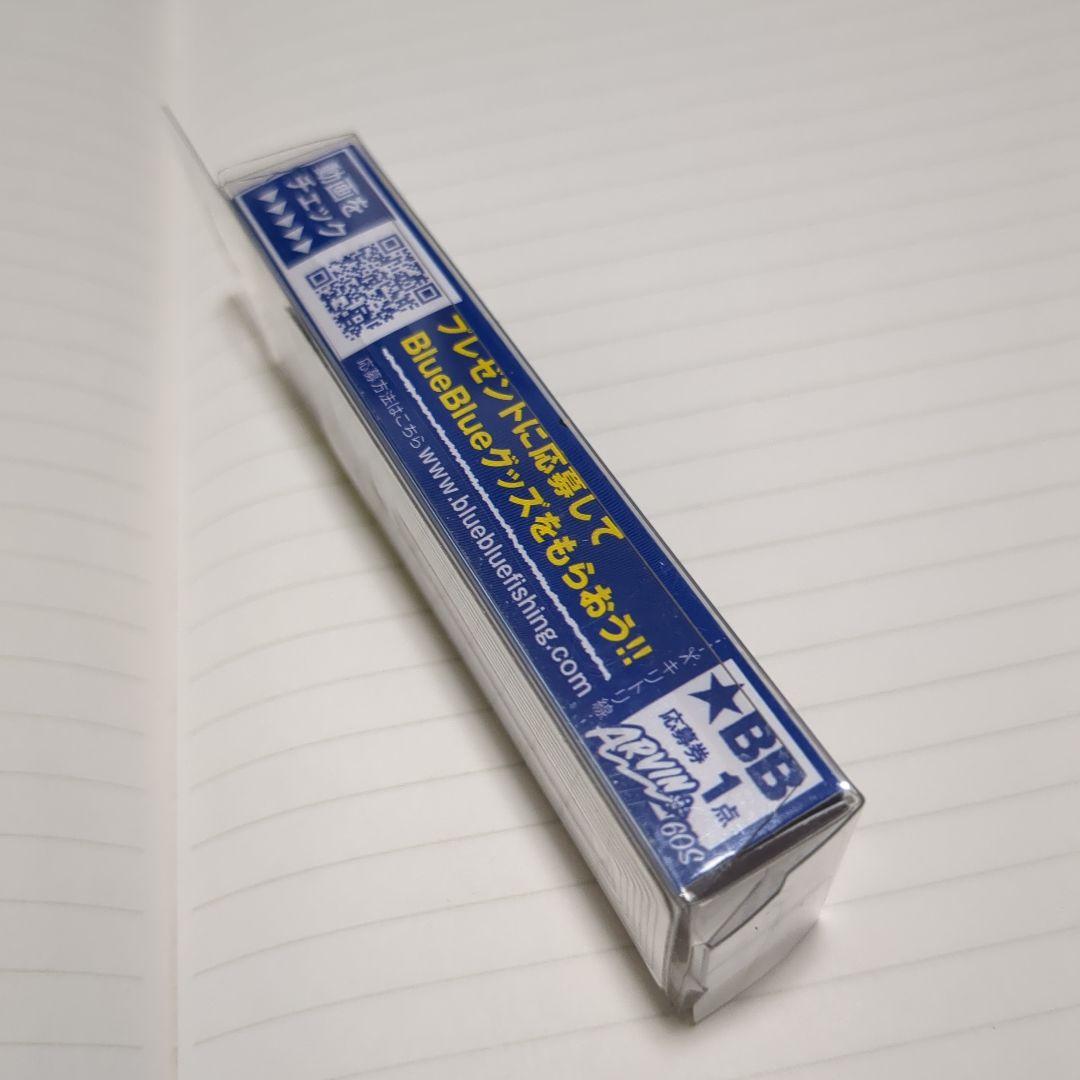 動画を
チェック
プレゼントに応募して
BlueBlueグッズをもらおう!!
応募方法はこちら www.bluebluefishing.com
キリトリ線
★BB
応募券 1点
ARVIN
60S